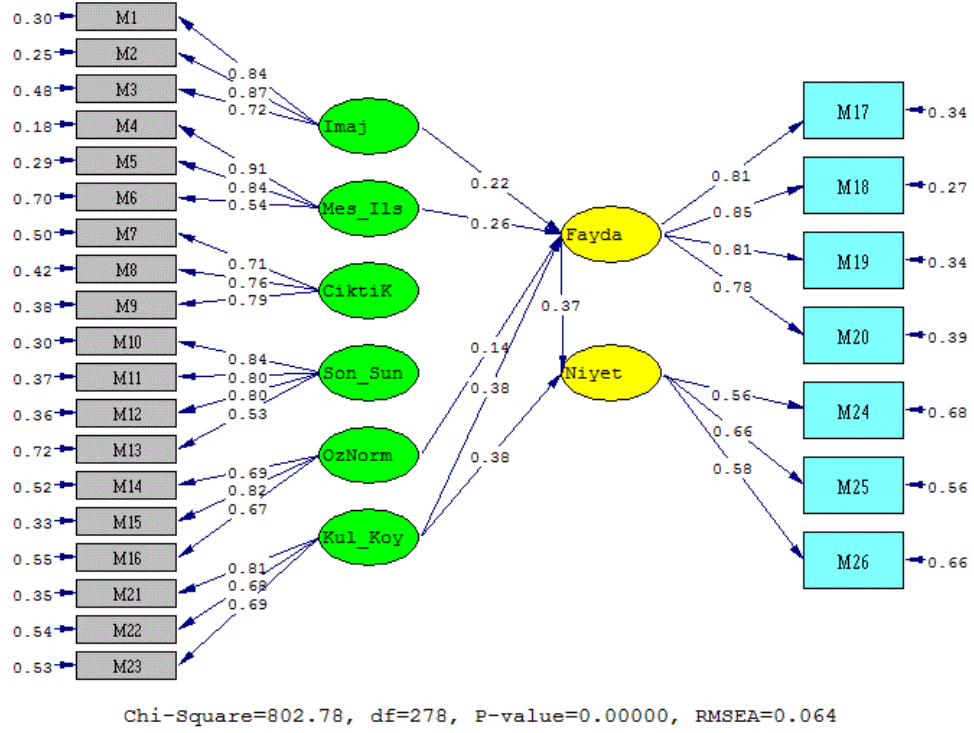 0.30 M1
0.25 M2
0.48 M3
0.18 M4
0.29 M5
0.70 M6
0.50 M7
0.42 M8
0.38 M9
0.30 M10
0.37 M11
0.36 M12
0.72 M13
0.52 M14
0.33 M15
0.55 M16
0.35 M21
0.54 M22
0.53 M23
0.84
0.87
0.72
0.91
0.84
0.54
0.71
0.76
0.79
0.84
0.80
0.80
0.53
0.69
0.82
0.67
0.81
0.68
0.69
Imaj
Mes_Ils
CiktiK
Son_Sun
OzNorm
Kul_Koy
0.22
0.26
0.14
0.38
0.38
0.37
Fayda
Niyet
0.81
0.85
0.81
0.78
0.56
0.66
0.58
M17 0.34
M18 0.27
M19 0.34
M20 0.39
M24 0.68
M25 0.56
M26 0.66
Chi-Square=802.78, df=278, P-value=0.00000, RMSEA=0.064